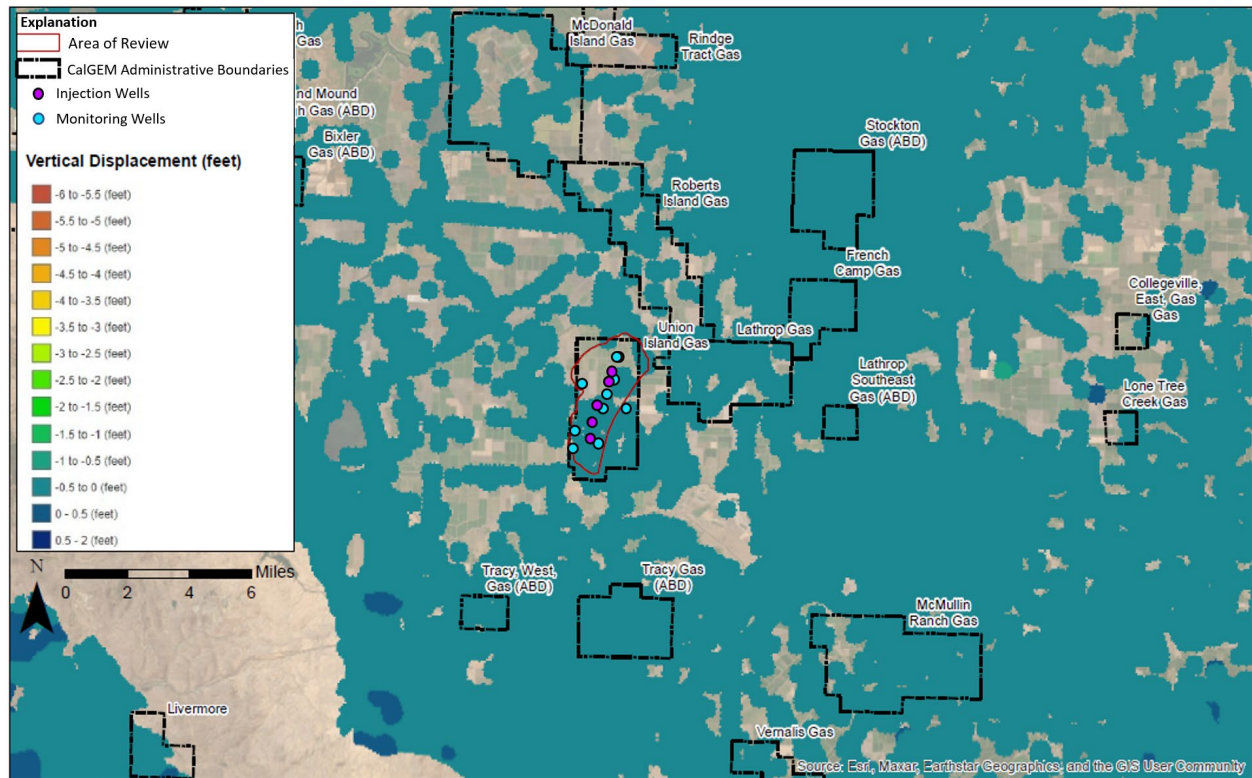 Explanation
Area of Review
CalGEM Administrative Boundaries
Injection Wells
Monitoring Wells
Vertical Displacement (feet)
-6 to -5.5 (feet)
-5.5 to -5 (feet)
-5 to -4.5 (feet)
-4.5 to -4 (feet)
-4 to -3.5 (feet)
-3.5 to -3 (feet)
-3 to -2.5 (feet)
-2.5 to -2 (feet)
-2 to -1.5 (feet)
-1.5 to -1 (feet)
-1 to -0.5 (feet)
-0.5 to 0 (feet)
0 - 0.5 (feet)
0.5 - 2 (feet)
N
Miles
0 2 4 6
Gas
nd Mound
h Gas (ABD)
Bixler
Gas (ABD)
McDonald
Island Gas
Rindge
Tract Gas
Stockton
Gas (ABD)
Roberts
Island Gas
French
Camp Gas
Collegeville,
East, Gas
Gas
Union
Island Gas
Lathrop Gas
Lathrop
Southeast
Gas (ABD)
Lone Tree
Creek Gas
Tracy, West,
Gas (ABD)
Tracy Gas
(ABD)
McMullin
Ranch Gas
Livermore
Vernalis Gas
Source: Esri, Maxar, Earthstar Geographics, and the GIS User Community